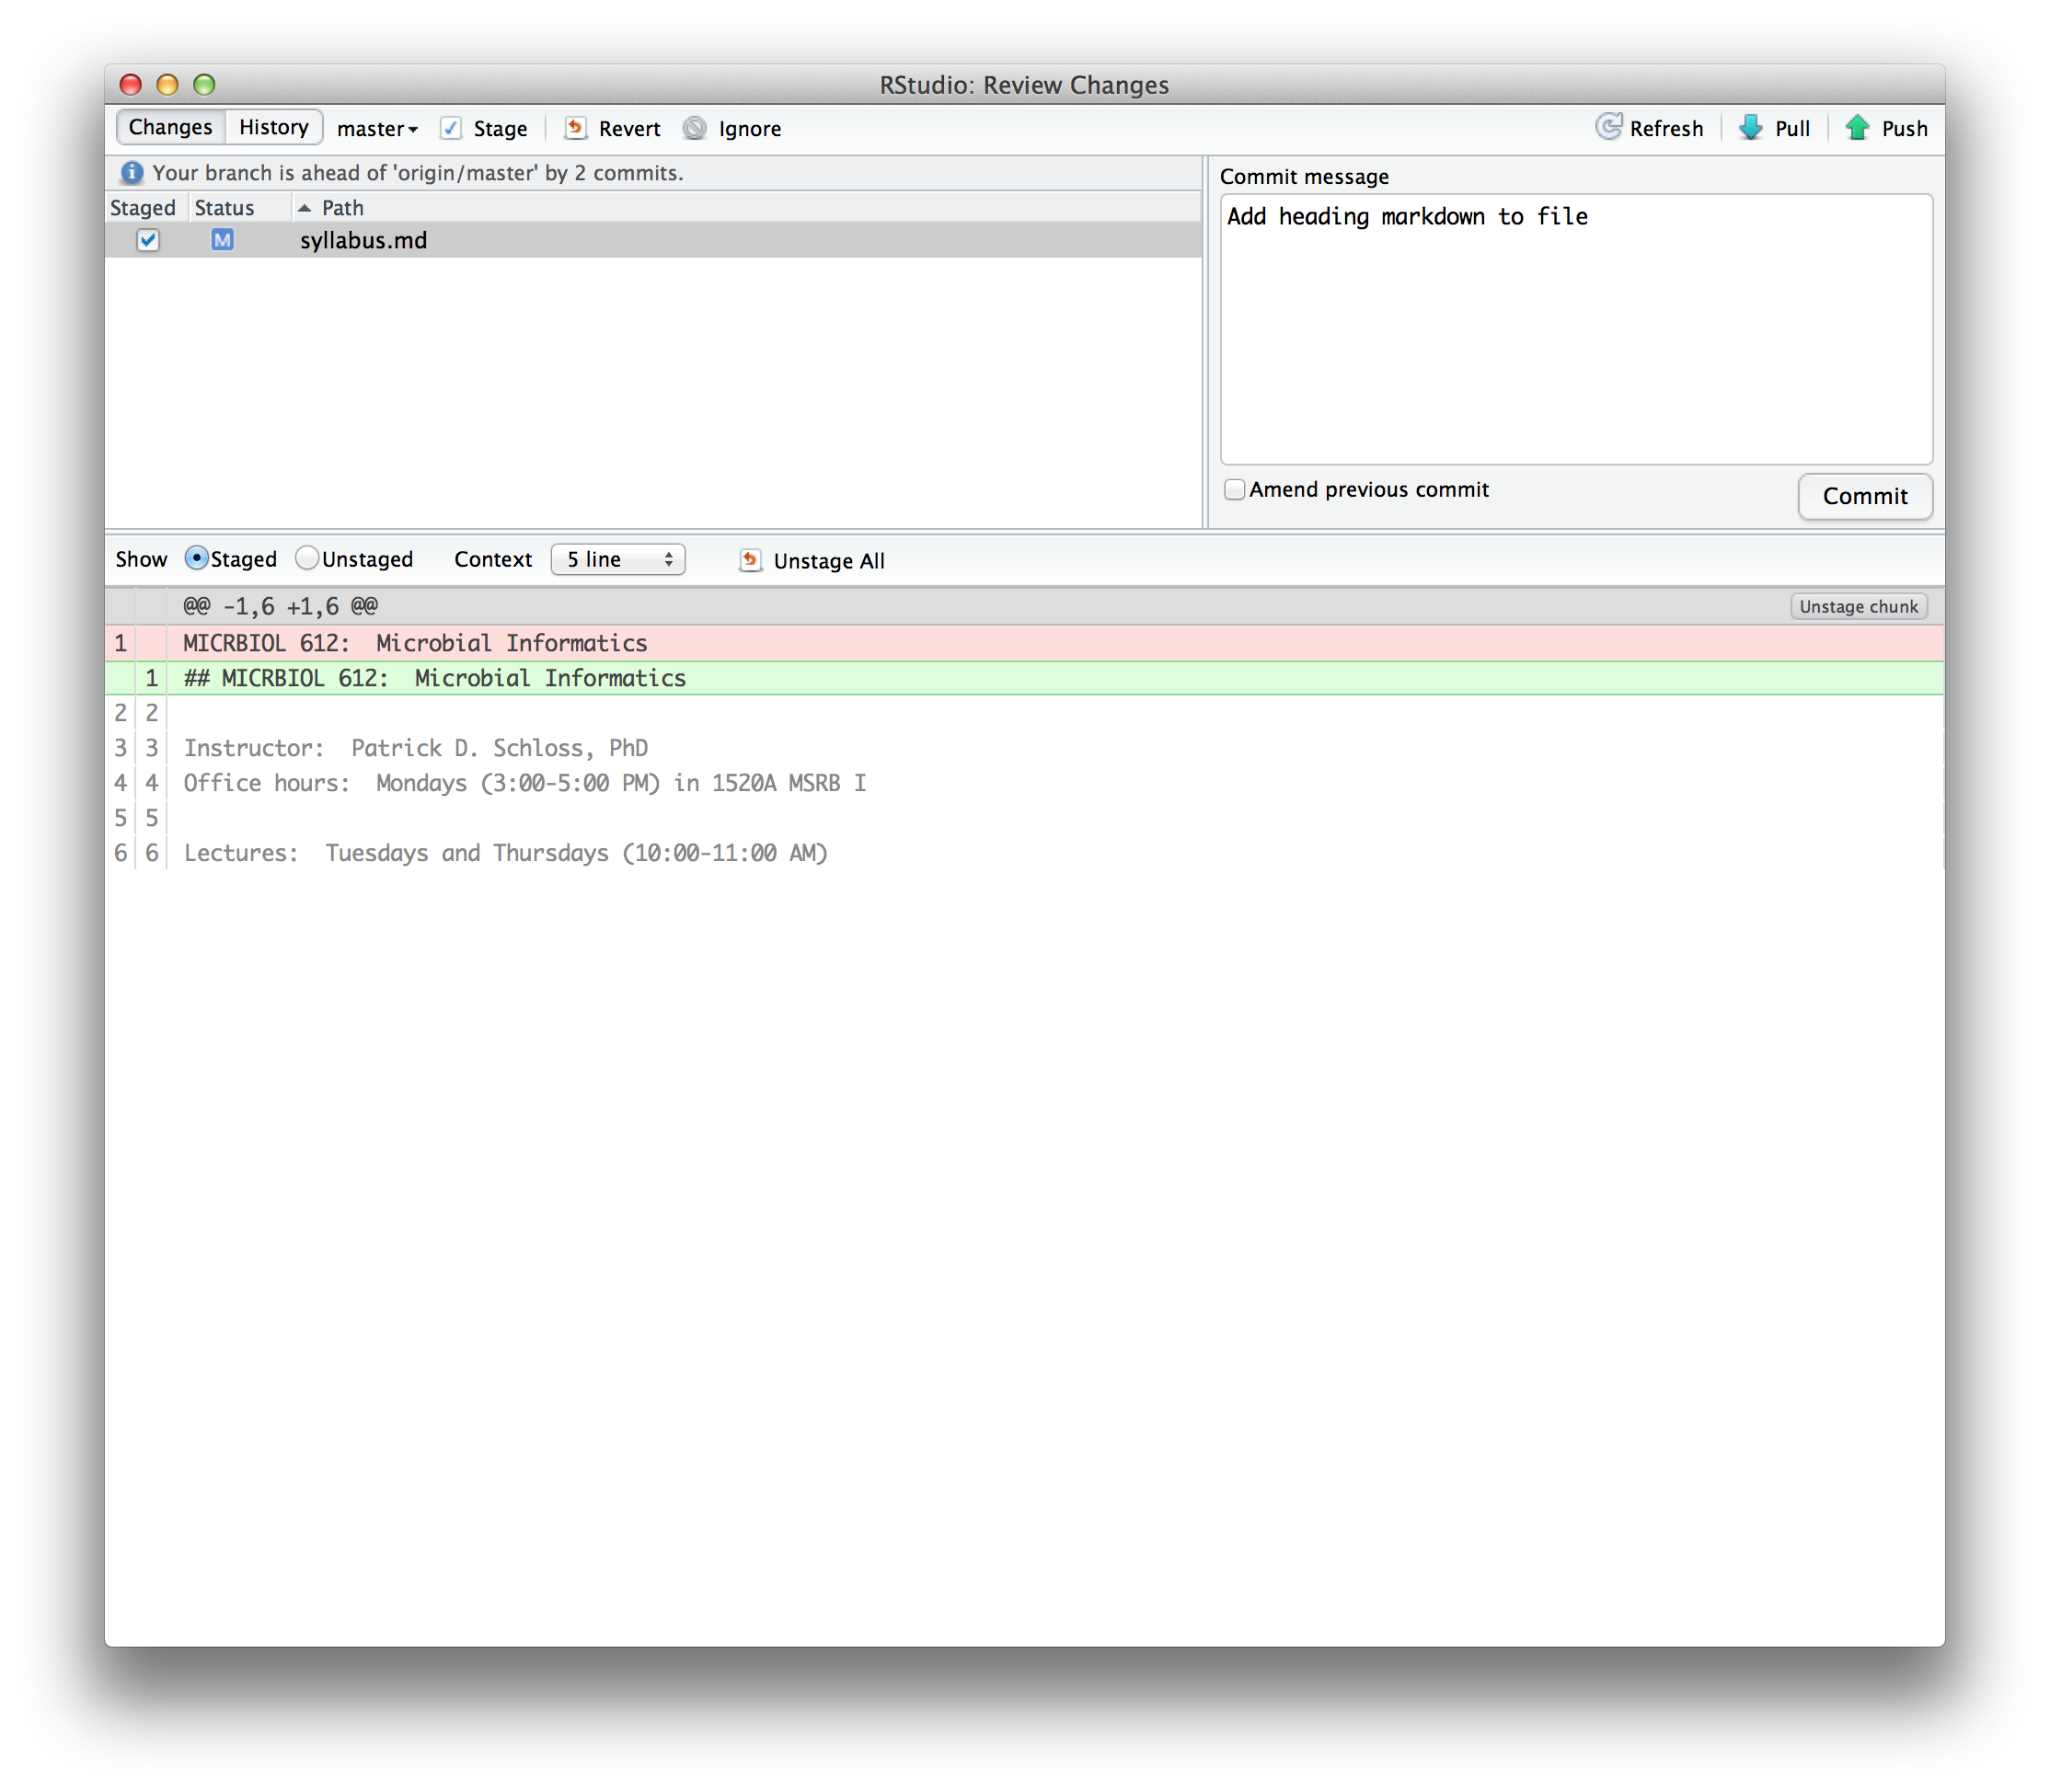 RStudio: Review Changes
Changes History master Stage Revert Ignore Refresh Pull Push
Your branch is ahead of 'origin/master' by 2 commits.
Staged Status Path
M syllabus.md
Commit message
Add heading markdown to file
Amend previous commit Commit
Show Staged Unstaged Context 5 line Unstage All
@@ -1,6 +1,6 @@ Unstage chunk
1 MICRBIOL 612:  Microbial Informatics
1 ## MICRBIOL 612:  Microbial Informatics
2 2
3 3 Instructor:  Patrick D. Schloss, PhD
4 4 Office hours:  Mondays (3:00-5:00 PM) in 1520A MSRB I
5 5
6 6 Lectures:  Tuesdays and Thursdays (10:00-11:00 AM)